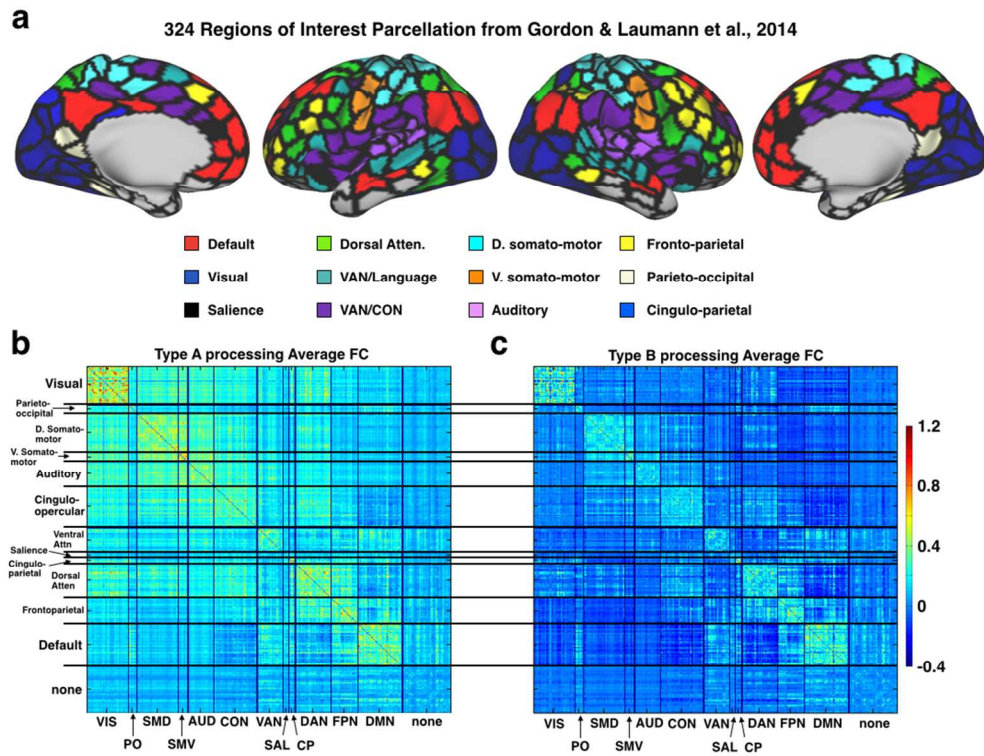 a
324 Regions of Interest Parcellation from Gordon & Laumann et al., 2014
Default
Dorsal Atten.
D. somato-motor
Fronto-parietal
Visual
VAN/Language
V. somato-motor
Parieto-occipital
Salience
VAN/CON
Auditory
Cingulo-parietal
b
Type A processing Average FC
Visual
Parieto-
occipital
D. Somato-
motor
V. Somato-
motor
Auditory
Cingulo-
opercular
Ventral
Attn
Salience
Cingulo-
parietal
Dorsal
Atten
Frontoparietal
Default
none
VIS
SMD
AUD
CON
VAN
DAN
FPN
DMN
none
PO
SMV
SAL
CP
c
Type B processing Average FC
VIS
SMD
AUD
CON
VAN
DAN
FPN
DMN
none
PO
SMV
SAL
CP
1.2
0.8
0.4
0
-0.4